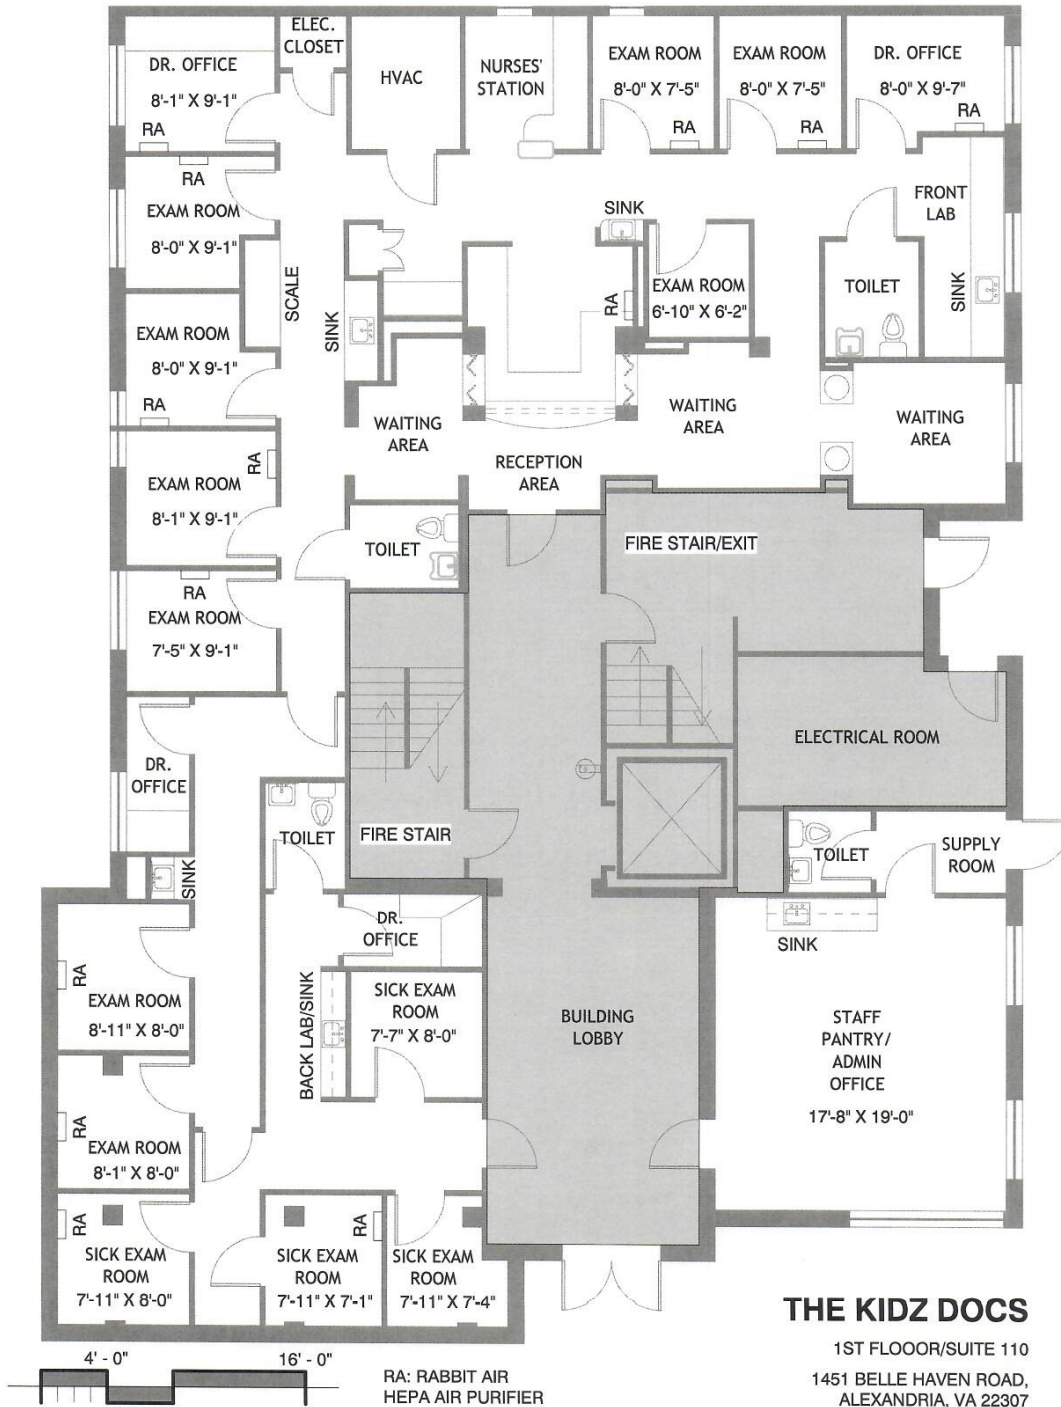 ELEC.
CLOSET
DR. OFFICE
8'-1" X 9'-1"
RA
HVAC
NURSES'
STATION
EXAM ROOM
8'-0" X 7'-5"
RA
EXAM ROOM
8'-0" X 7'-5"
RA
DR. OFFICE
8'-0" X 9'-7"
RA
RA
EXAM ROOM
8'-0" X 9'-1"
SCALE
SINK
SINK
EXAM ROOM
6'-10" X 6'-2"
RA
FRONT
LAB
TOILET
SINK
EXAM ROOM
8'-0" X 9'-1"
RA
WAITING
AREA
RECEPTION
AREA
WAITING
AREA
WAITING
AREA
RA
EXAM ROOM
8'-1" X 9'-1"
TOILET
FIRE STAIR/EXIT
RA
EXAM ROOM
7'-5" X 9'-1"
DR.
OFFICE
ELECTRICAL ROOM
TOILET
FIRE STAIR
SINK
TOILET
SUPPLY
ROOM
DR.
OFFICE
SINK
RA
EXAM ROOM
8'-11" X 8'-0"
BACK LAB/SINK
SICK EXAM
ROOM
7'-7" X 8'-0"
BUILDING
LOBBY
STAFF
PANTRY/
ADMIN
OFFICE
17'-8" X 19'-0"
RA
EXAM ROOM
8'-1" X 8'-0"
RA
SICK EXAM
ROOM
7'-11" X 8'-0"
RA
SICK EXAM
ROOM
7'-11" X 7'-1"
SICK EXAM
ROOM
7'-11" X 7'-4"
THE KIDZ DOCS
1ST FLOOOR/SUITE 110
1451 BELLE HAVEN ROAD,
ALEXANDRIA, VA 22307
4' - 0"
16' - 0"
RA: RABBIT AIR
HEPA AIR PURIFIER